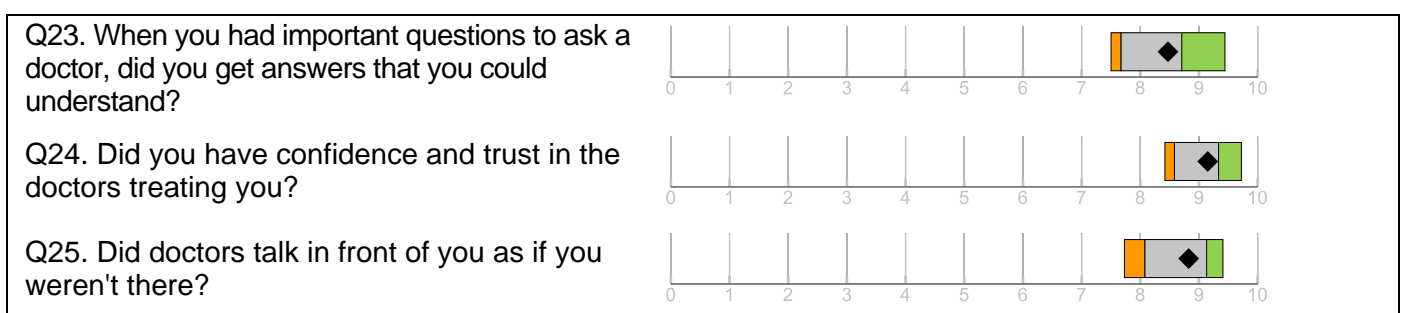 Q23. When you had important questions to ask a
doctor, did you get answers that you could
understand?
0 1 2 3 4 5 6 7 8 9 10
Q24. Did you have confidence and trust in the
doctors treating you?
0 1 2 3 4 5 6 7 8 9 10
Q25. Did doctors talk in front of you as if you
weren't there?
0 1 2 3 4 5 6 7 8 9 10